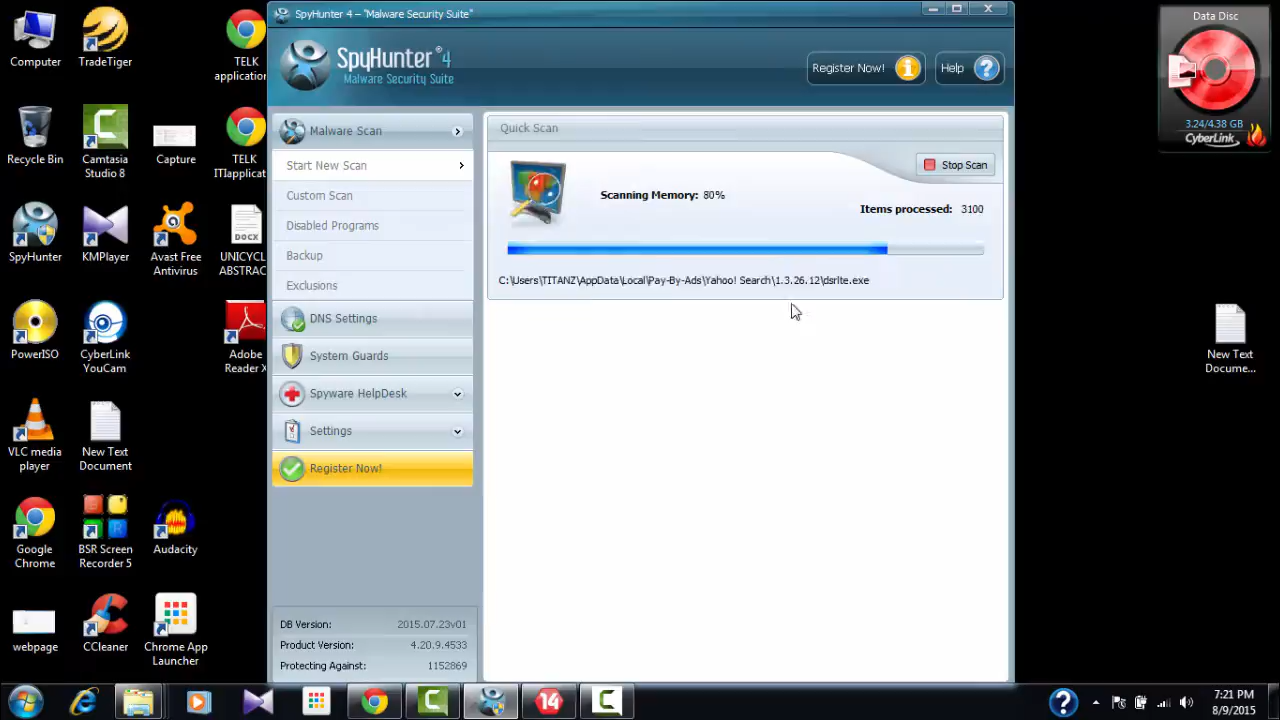 SpyHunter 4 – "Malware Security Suite"
SpyHunter® 4
Malware Security Suite
Register Now!
Help
Malware Scan
Start New Scan
Custom Scan
Disabled Programs
Backup
Exclusions
DNS Settings
System Guards
Spyware HelpDesk
Settings
Register Now!
DB Version: 2015.07.23v01
Product Version: 4.20.9.4533
Protecting Against: 1152869
Quick Scan
Stop Scan
Scanning Memory: 80%
Items processed: 3100
C:\Users\TITANZ\AppData\Local\Pay-By-Ads\Yahoo! Search\1.3.26.12\dsrlte.exe
Computer
TradeTiger
TELK
application...
Recycle Bin
Camtasia
Studio 8
Capture
TELK
ITIapplicat...
SpyHunter
KMPlayer
Avast Free
Antivirus
UNICYCL
ABSTRAC
DOCX
PowerISO
CyberLink
YouCam
Adobe
Reader X
VLC media
player
New Text
Document
Google
Chrome
BSR Screen
Recorder 5
Audacity
webpage
CCleaner
Chrome App
Launcher
Data Disc
3.24/4.38 GB
CyberLink
New Text
Docume...
14
7:21 PM
8/9/2015